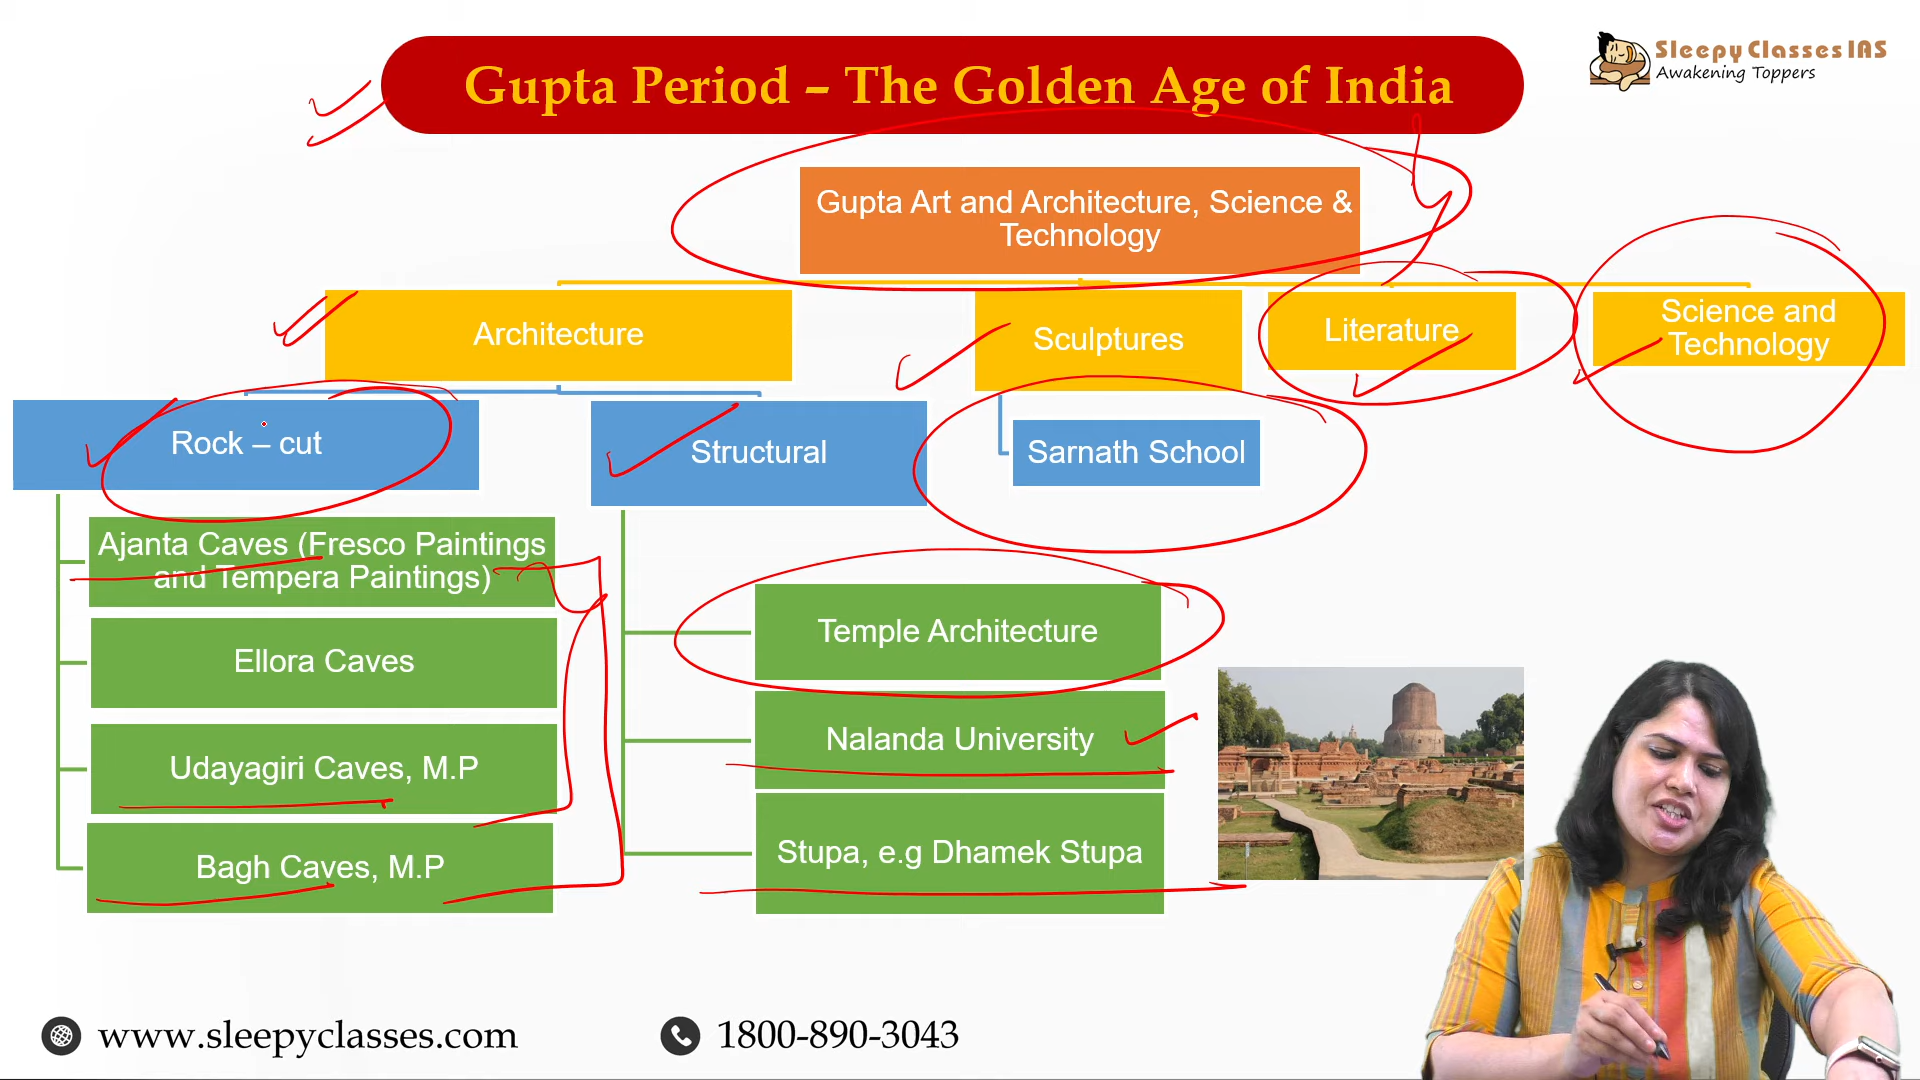 Gupta Period – The Golden Age of India
Sleepy Classes IAS
Awakening Toppers
Gupta Art and Architecture, Science &
Technology
Architecture
Sculptures
Literature
Science and
Technology
Rock – cut
Structural
Sarnath School
Ajanta Caves (Fresco Paintings
and Tempera Paintings)
Ellora Caves
Udayagiri Caves, M.P
Bagh Caves, M.P
Temple Architecture
Nalanda University
Stupa, e.g Dhamek Stupa
www.sleepyclasses.com
1800-890-3043